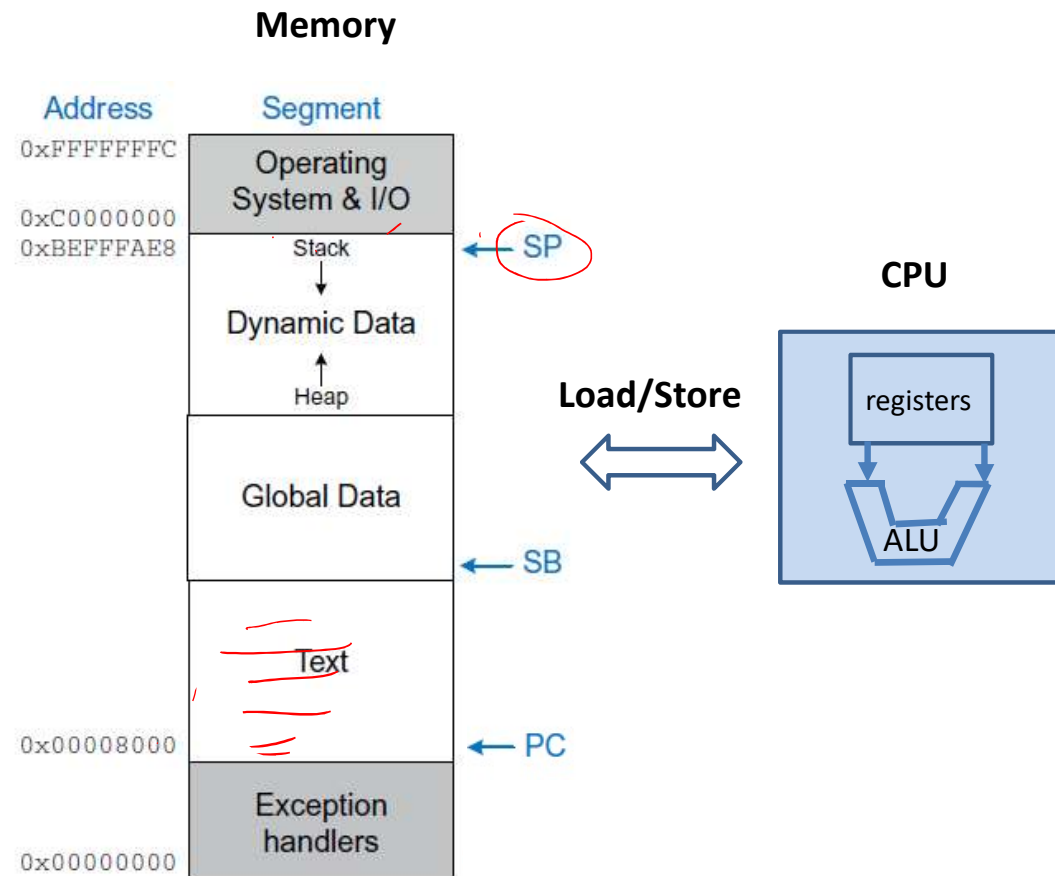 Memory
Address Segment
0xFFFFFFFC
Operating
System & I/O
0xC0000000
0xBEFFFAE8 Stack SP
Dynamic Data
Heap
Global Data
SB
Text
0x00008000 PC
Exception
handlers
0x00000000
Load/Store
CPU
registers
ALU